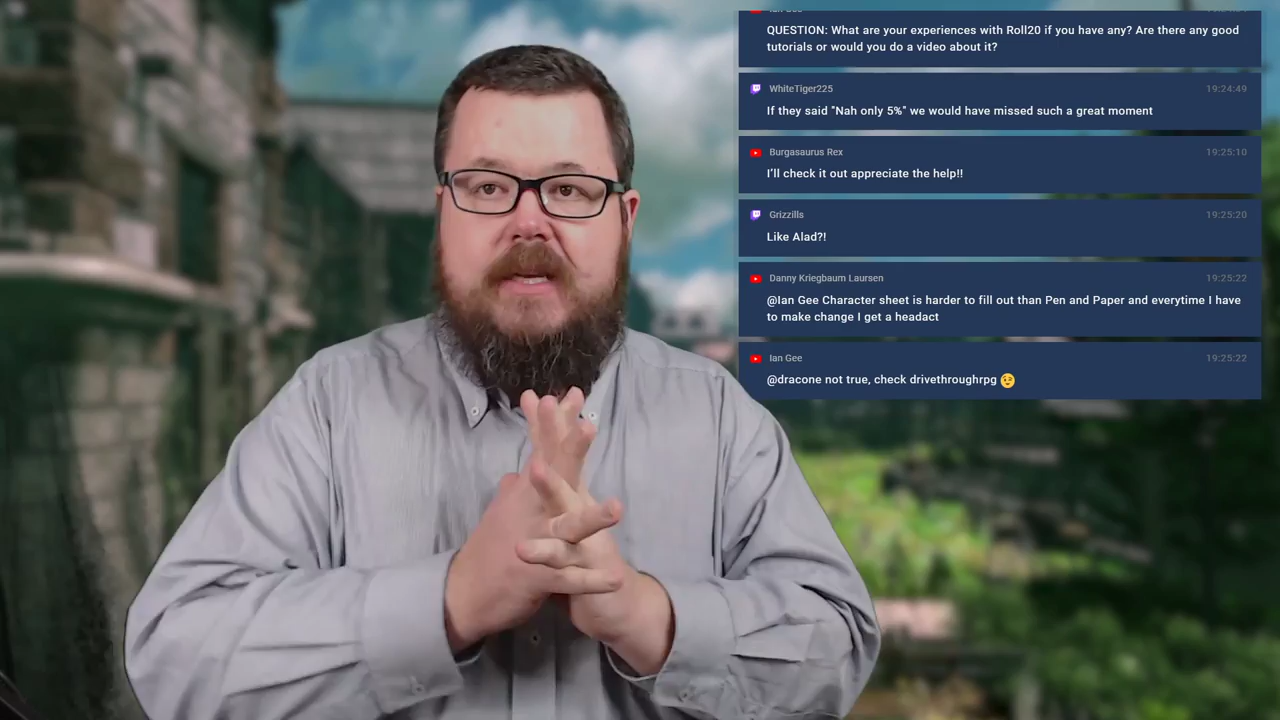 QUESTION: What are your experiences with Roll20 if you have any? Are there any good
tutorials or would you do a video about it?
WhiteTiger225 19:24:49
If they said "Nah only 5%" we would have missed such a great moment
Burgasaurus Rex 19:25:10
I'll check it out appreciate the help!!
Grizzills 19:25:20
Like Alad?!
Danny Kriegbaum Laursen 19:25:22
@Ian Gee Character sheet is harder to fill out than Pen and Paper and everytime I have
to make change I get a headact
Ian Gee 19:25:22
@dracone not true, check drivethroughrpg 😉